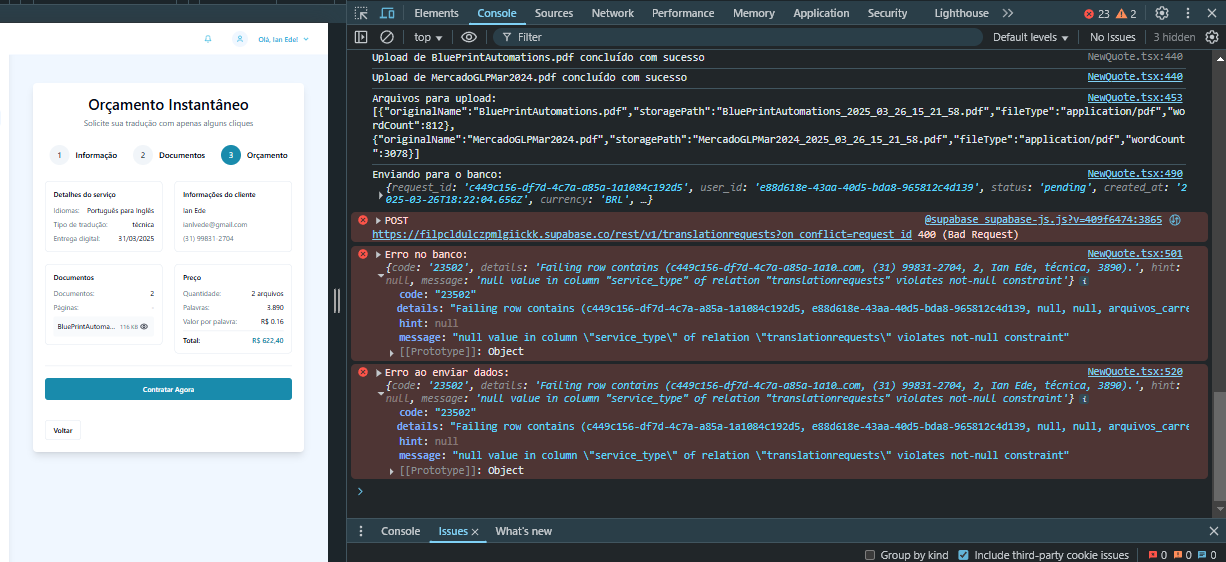 Olá, Ian Ede!
Orçamento Instantâneo
Solicite sua tradução com apenas alguns cliques
1 Informação 2 Documentos 3 Orçamento
Detalhes do serviço
Idiomas: Português para Inglês
Tipo de tradução: técnica
Entrega digital: 31/03/2025
Informações do cliente
Ian Ede
ianlvede@gmail.com
(31) 99831-2704
Documentos
Documentos: 2
Páginas: -
BluePrintAutoma... 116 KB
Preço
Quantidade: 2 arquivos
Palavras: 3.890
Valor por palavra: R$ 0,16
Total: R$ 622,40
Contratar Agora
Voltar
Elements Console Sources Network Performance Memory Application Security Lighthouse 23 2
top Filter Default levels No Issues 3 hidden
Upload de BluePrintAutomations.pdf concluído com sucesso NewQuote.tsx:440
Upload de MercadoGLPMar2024.pdf concluído com sucesso NewQuote.tsx:440
Arquivos para upload: NewQuote.tsx:453
[{"originalName":"BluePrintAutomations.pdf","storagePath":"BluePrintAutomations_2025_03_26_15_21_58.pdf","fileType":"application/pdf","wo
rdCount":812},
{"originalName":"MercadoGLPMar2024.pdf","storagePath":"MercadoGLPMar2024_2025_03_26_15_21_58.pdf","fileType":"application/pdf","wordCount"
:3078}]
Enviando para o banco: NewQuote.tsx:490
{request_id: 'c449c156-df7d-4c7a-a85a-1a1084c192d5', user_id: 'e88d618e-43aa-40d5-bda8-965812c4d139', status: 'pending', created_at: '2
025-03-26T18:22:04.656Z', currency: 'BRL', …}
POST @supabase_supabase-js.js?v=409f6474:3865
https://filpcldulczpmlgiickk.supabase.co/rest/v1/translationrequests?on_conflict=request_id 400 (Bad Request)
Erro no banco: NewQuote.tsx:501
{code: '23502', details: 'Failing row contains (c449c156-df7d-4c7a-a85a-1a10…com, (31) 99831-2704, 2, Ian Ede, técnica, 3890).', hint:
null, message: 'null value in column "service_type" of relation "translationrequests" violates not-null constraint'}
code: "23502"
details: "Failing row contains (c449c156-df7d-4c7a-a85a-1a1084c192d5, e88d618e-43aa-40d5-bda8-965812c4d139, null, null, arquivos_carre
hint: null
message: "null value in column \"service_type\" of relation \"translationrequests\" violates not-null constraint"
[[Prototype]]: Object
Erro ao enviar dados: NewQuote.tsx:520
{code: '23502', details: 'Failing row contains (c449c156-df7d-4c7a-a85a-1a10…com, (31) 99831-2704, 2, Ian Ede, técnica, 3890).', hint:
null, message: 'null value in column "service_type" of relation "translationrequests" violates not-null constraint'}
code: "23502"
details: "Failing row contains (c449c156-df7d-4c7a-a85a-1a1084c192d5, e88d618e-43aa-40d5-bda8-965812c4d139, null, null, arquivos_carre
hint: null
message: "null value in column \"service_type\" of relation \"translationrequests\" violates not-null constraint"
[[Prototype]]: Object
Console Issues What's new
Group by kind Include third-party cookie issues 0 0 0